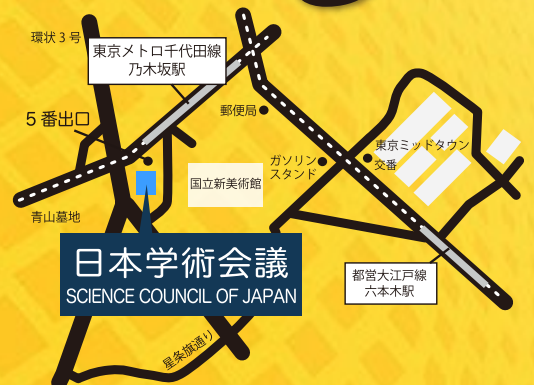 環状3号
東京メトロ千代田線
乃木坂駅
5番出口
郵便局
東京ミッドタウン
交番
ガソリン
スタンド
国立新美術館
青山墓地
日本学術会議
SCIENCE COUNCIL OF JAPAN
都営大江戸線
六本木駅
星条旗通り